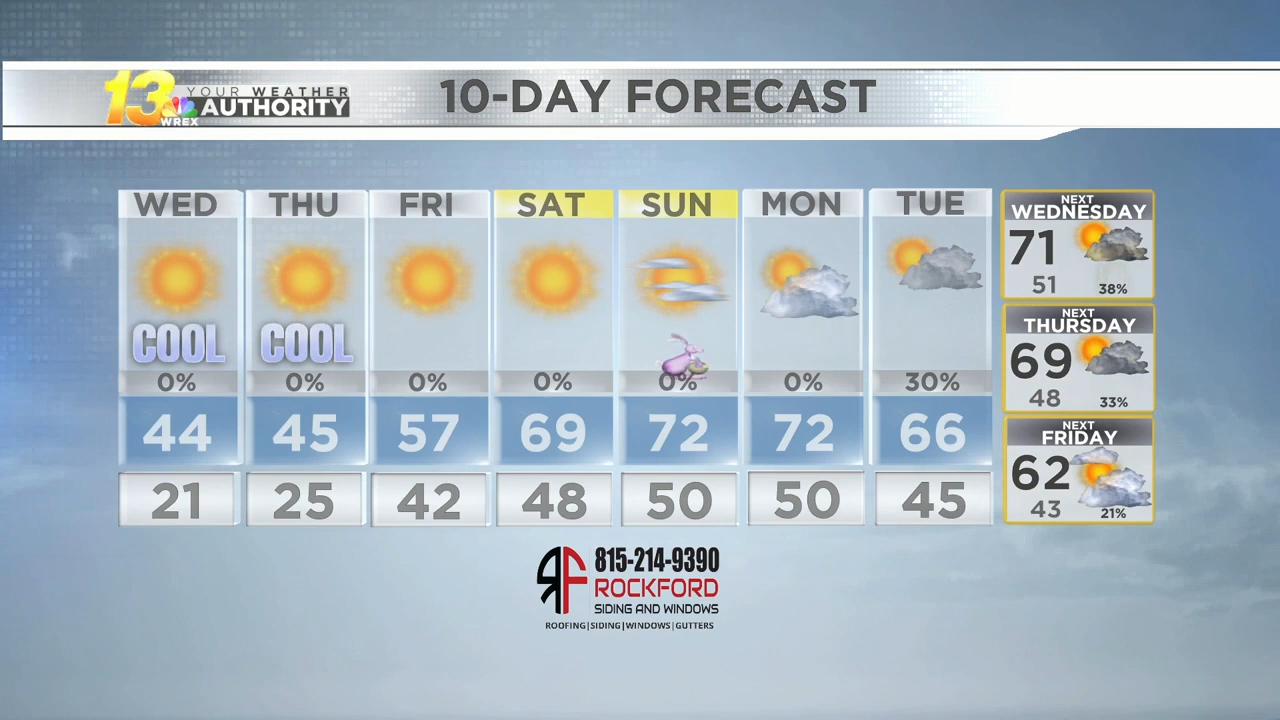 13 YOUR WEATHER
AUTHORITY
WREX
10-DAY FORECAST
WED THU FRI SAT SUN MON TUE
COOL COOL
0% 0% 0% 0% 0% 0% 30%
44 45 57 69 72 72 66
21 25 42 48 50 50 45
NEXT
WEDNESDAY
71
51 38%
NEXT
THURSDAY
69
48 33%
NEXT
FRIDAY
62
43 21%
815-214-9390
ROCKFORD
SIDING AND WINDOWS
ROOFING|SIDING|WINDOWS|GUTTERS